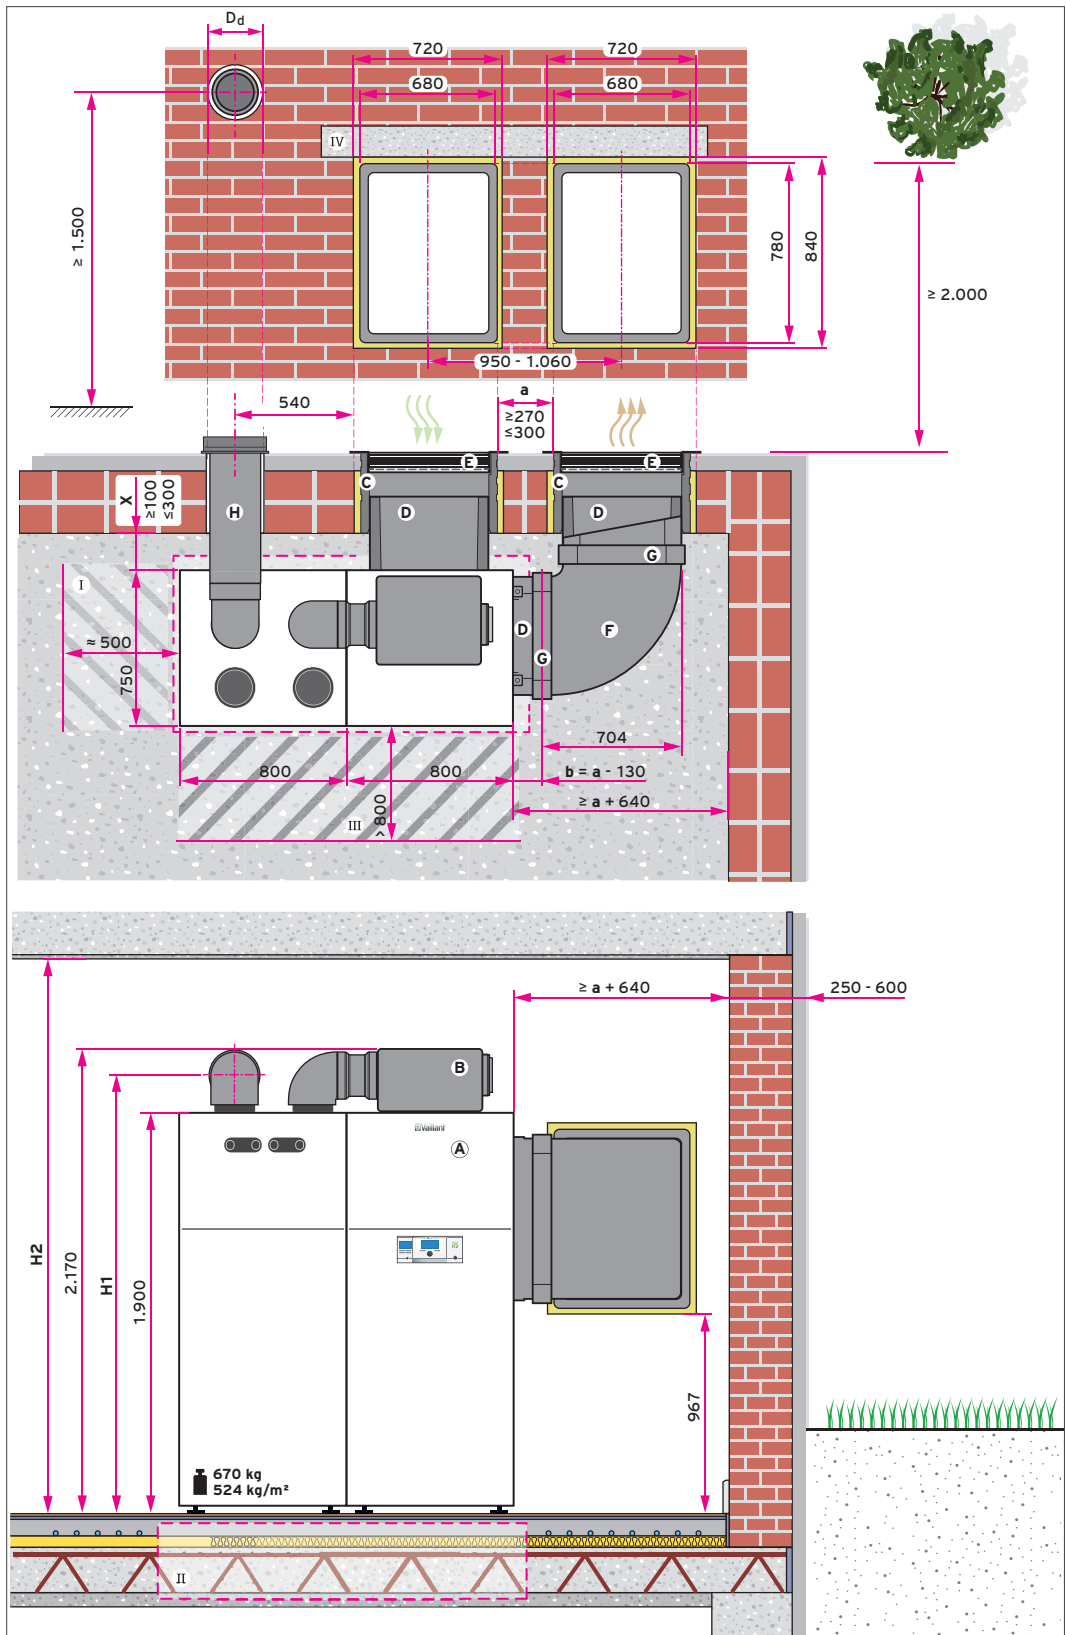 Dd
720
720
680
680
IV
≥ 1.500
780
840
≥ 2.000
950 - 1.060
a
≥270
≤300
540
E
E
C
C
X
≥100
≤300
H
D
D
G
I
≈ 500
750
D
G
F
704
800
800
b = a - 130
≥ a + 640
III
> 800
≥ a + 640
250 - 600
B
Vaillant
A
H2
2.170
H1
1.900
967
670 kg
524 kg/m²
II